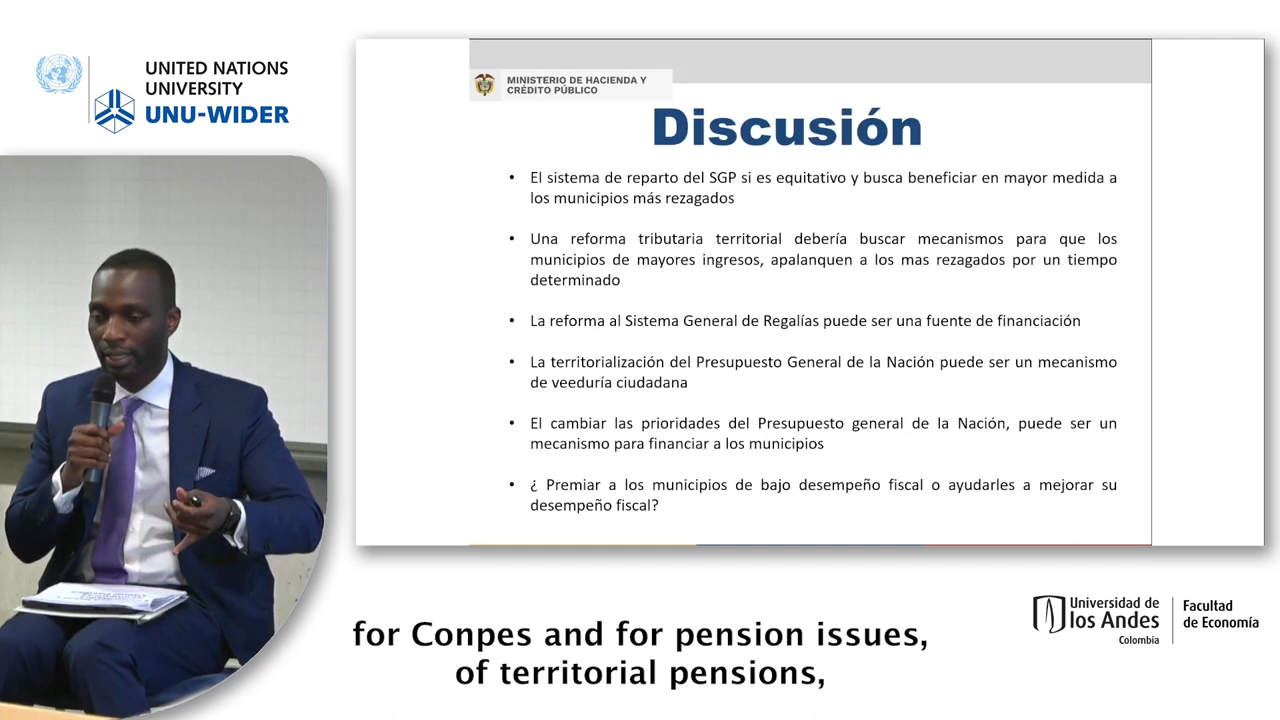 UNITED NATIONS
UNIVERSITY
UNU-WIDER
MINISTERIO DE HACIENDA Y
CRÉDITO PÚBLICO
Discusión
• El sistema de reparto del SGP si es equitativo y busca beneficiar en mayor medida a
los municipios más rezagados
• Una reforma tributaria territorial debería buscar mecanismos para que los
municipios de mayores ingresos, apalanquen a los mas rezagados por un tiempo
determinado
• La reforma al Sistema General de Regalías puede ser una fuente de financiación
• La territorialización del Presupuesto General de la Nación puede ser un mecanismo
de veeduría ciudadana
• El cambiar las prioridades del Presupuesto general de la Nación, puede ser un
mecanismo para financiar a los municipios
• ¿ Premiar a los municipios de bajo desempeño fiscal o ayudarles a mejorar su
desempeño fiscal?
for Conpes and for pension issues,
of territorial pensions,
Universidad de
los Andes
Colombia
Facultad
de Economía